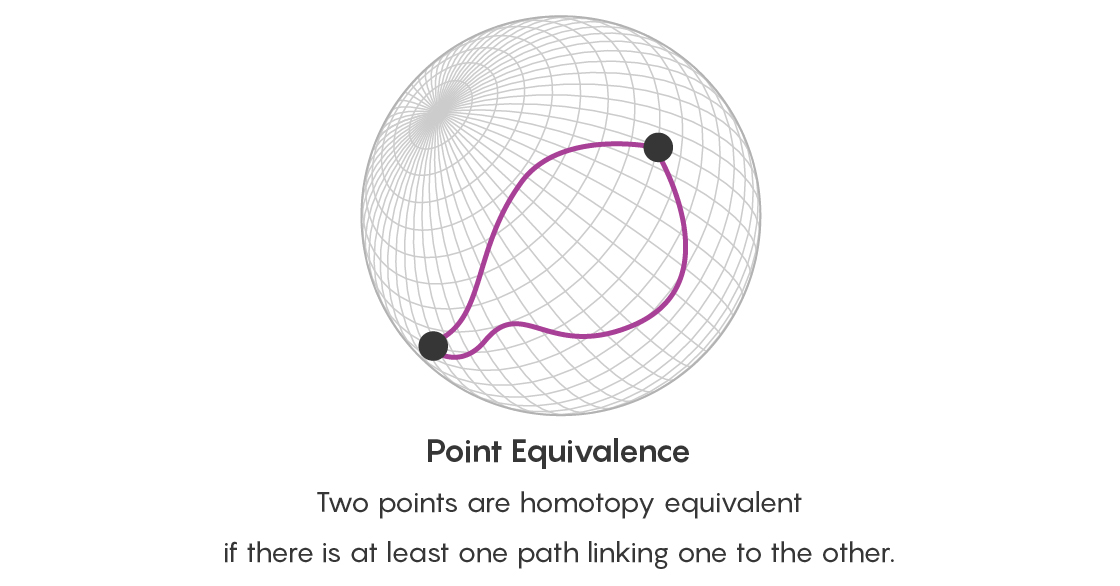 Point Equivalence
Two points are homotopy equivalent
if there is at least one path linking one to the other.